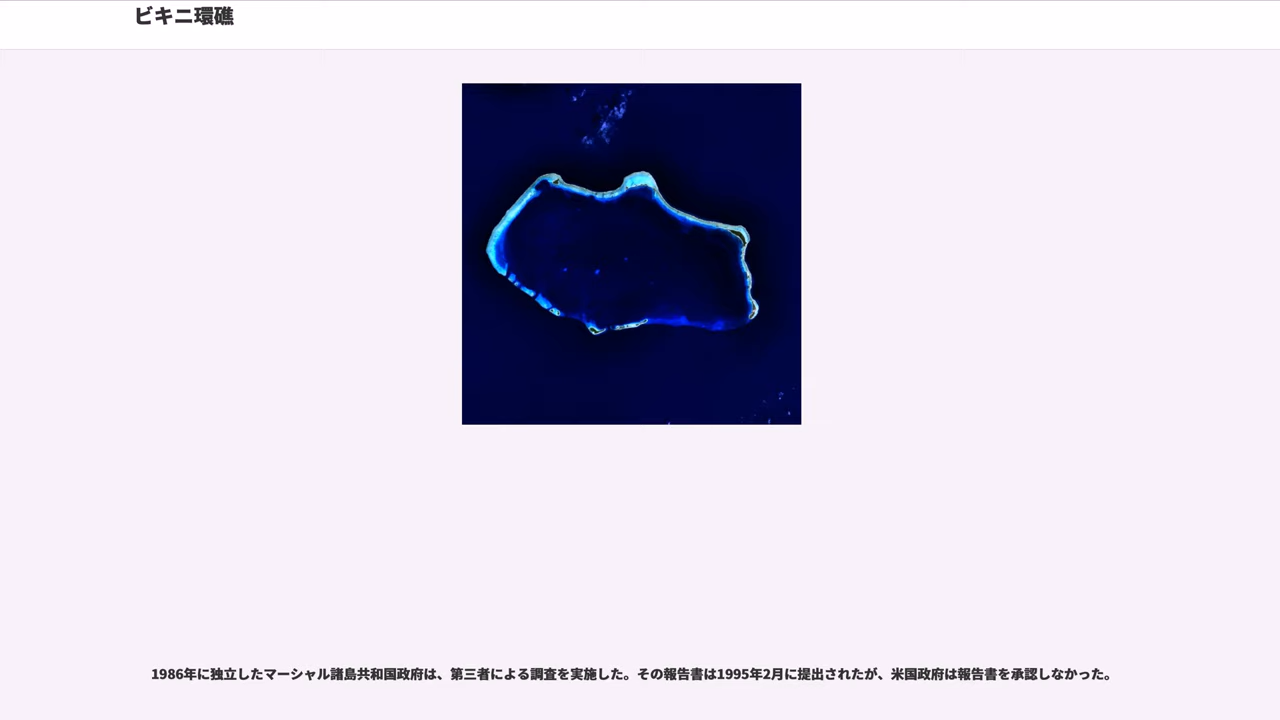 ビキニ環礁
1986年に独立したマーシャル諸島共和国政府は、第三者による調査を実施した。その報告書は1995年2月に提出されたが、米国政府は報告書を承認しなかった。